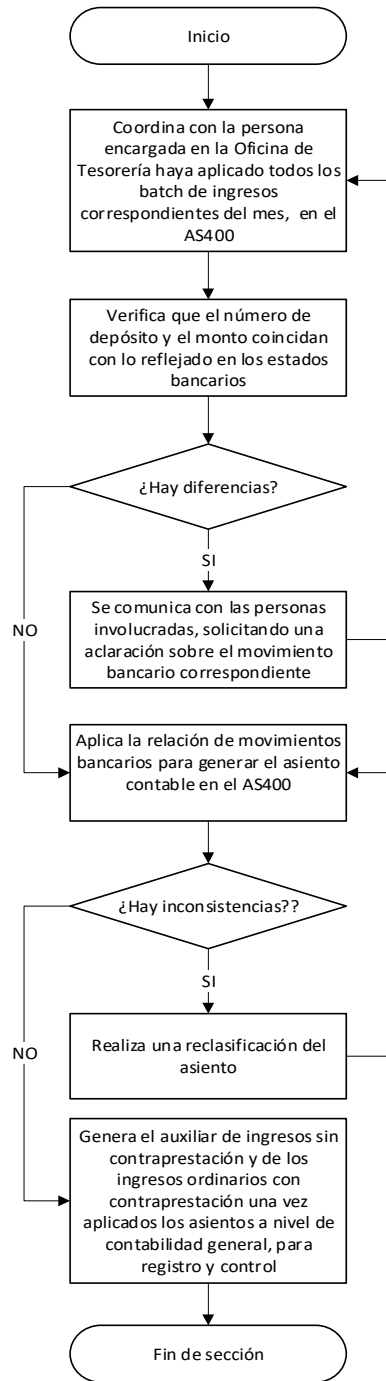 Inicio
Coordina con la persona
encargada en la Oficina de
Tesorería haya aplicado todos los
batch de ingresos
correspondientes del mes, en el
AS400
Verifica que el número de
depósito y el monto coincidan
con lo reflejado en los estados
bancarios
¿Hay diferencias?
SI
NO
Se comunica con las personas
involucradas, solicitando una
aclaración sobre el movimiento
bancario correspondiente
Aplica la relación de movimientos
bancarios para generar el asiento
contable en el AS400
¿Hay inconsistencias??
SI
NO
Realiza una reclasificación del
asiento
Genera el auxiliar de ingresos sin
contraprestación y de los
ingresos ordinarios con
contraprestación una vez
aplicados los asientos a nivel de
contabilidad general, para
registro y control
Fin de sección